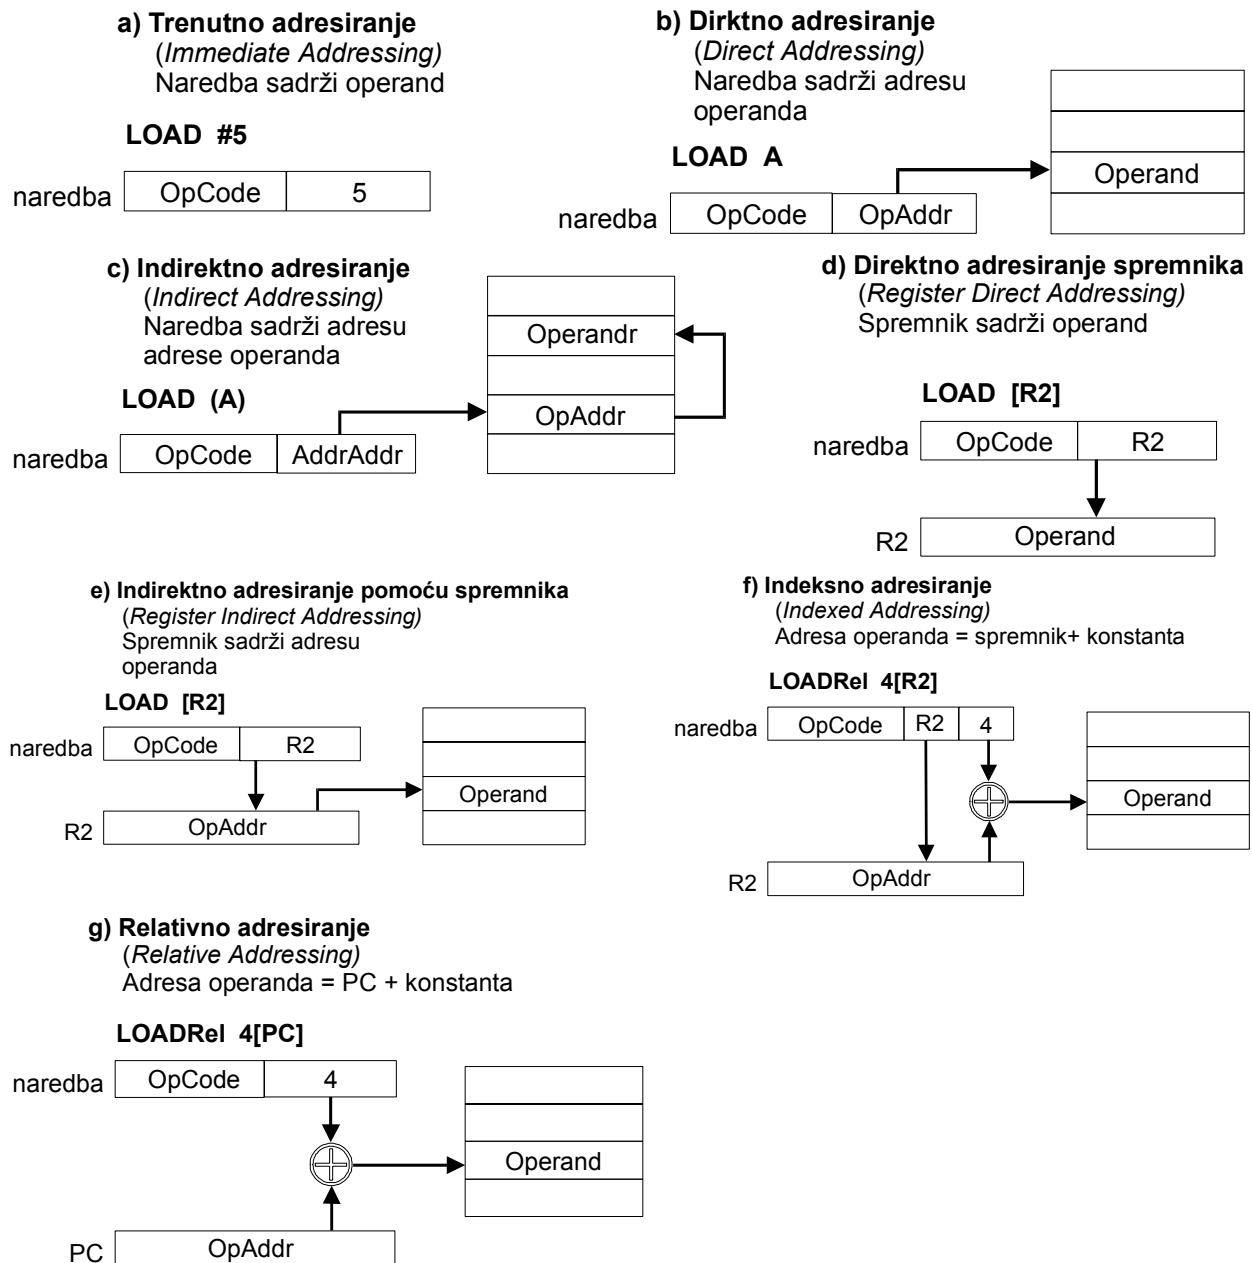 a) Trenutno adresiranje
(Immediate Addressing)
Naredba sadrži operand
LOAD #5
naredba OpCode 5
b) Dirktno adresiranje
(Direct Addressing)
Naredba sadrži adresu
operanda
LOAD A
naredba OpCode OpAddr
Operand
c) Indirektno adresiranje
(Indirect Addressing)
Naredba sadrži adresu
adrese operanda
LOAD (A)
naredba OpCode AddrAddr
Operandr
OpAddr
d) Direktno adresiranje spremnika
(Register Direct Addressing)
Spremnik sadrži operand
LOAD [R2]
naredba OpCode R2
R2 Operand
e) Indirektno adresiranje pomoću spremnika
(Register Indirect Addressing)
Spremnik sadrži adresu
operanda
LOAD [R2]
naredba OpCode R2
Operand
R2 OpAddr
f) Indeksno adresiranje
(Indexed Addressing)
Adresa operanda = spremnik+ konstanta
LOADRel 4[R2]
naredba OpCode R2 4
Operand
R2 OpAddr
g) Relativno adresiranje
(Relative Addressing)
Adresa operanda = PC + konstanta
LOADRel 4[PC]
naredba OpCode 4
Operand
PC OpAddr